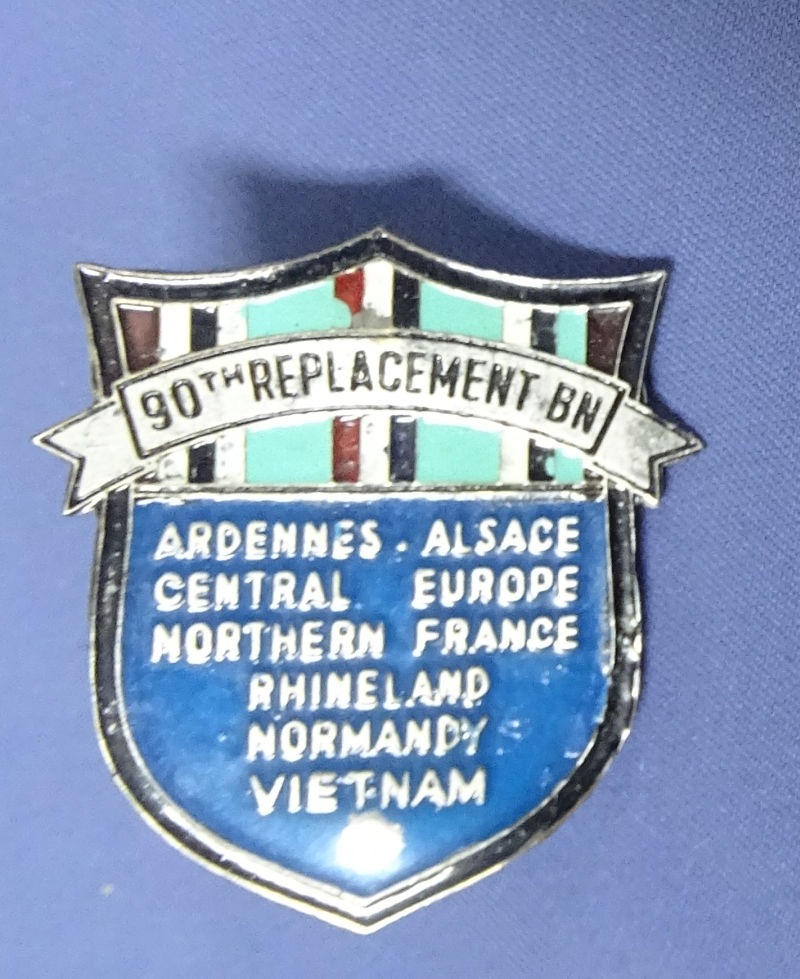 90TH REPLACEMENT BN
ARDENNES - ALSACE
CENTRAL EUROPE
NORTHERN FRANCE
RHINELAND
NORMANDY
VIETNAM